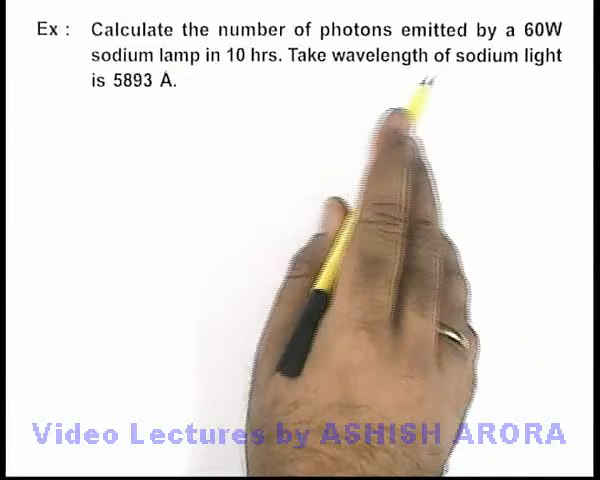 Ex : Calculate the number of photons emitted by a 60W
sodium lamp in 10 hrs. Take wavelength of sodium light
is 5893 A.
Video Lectures by ASHISH ARORA